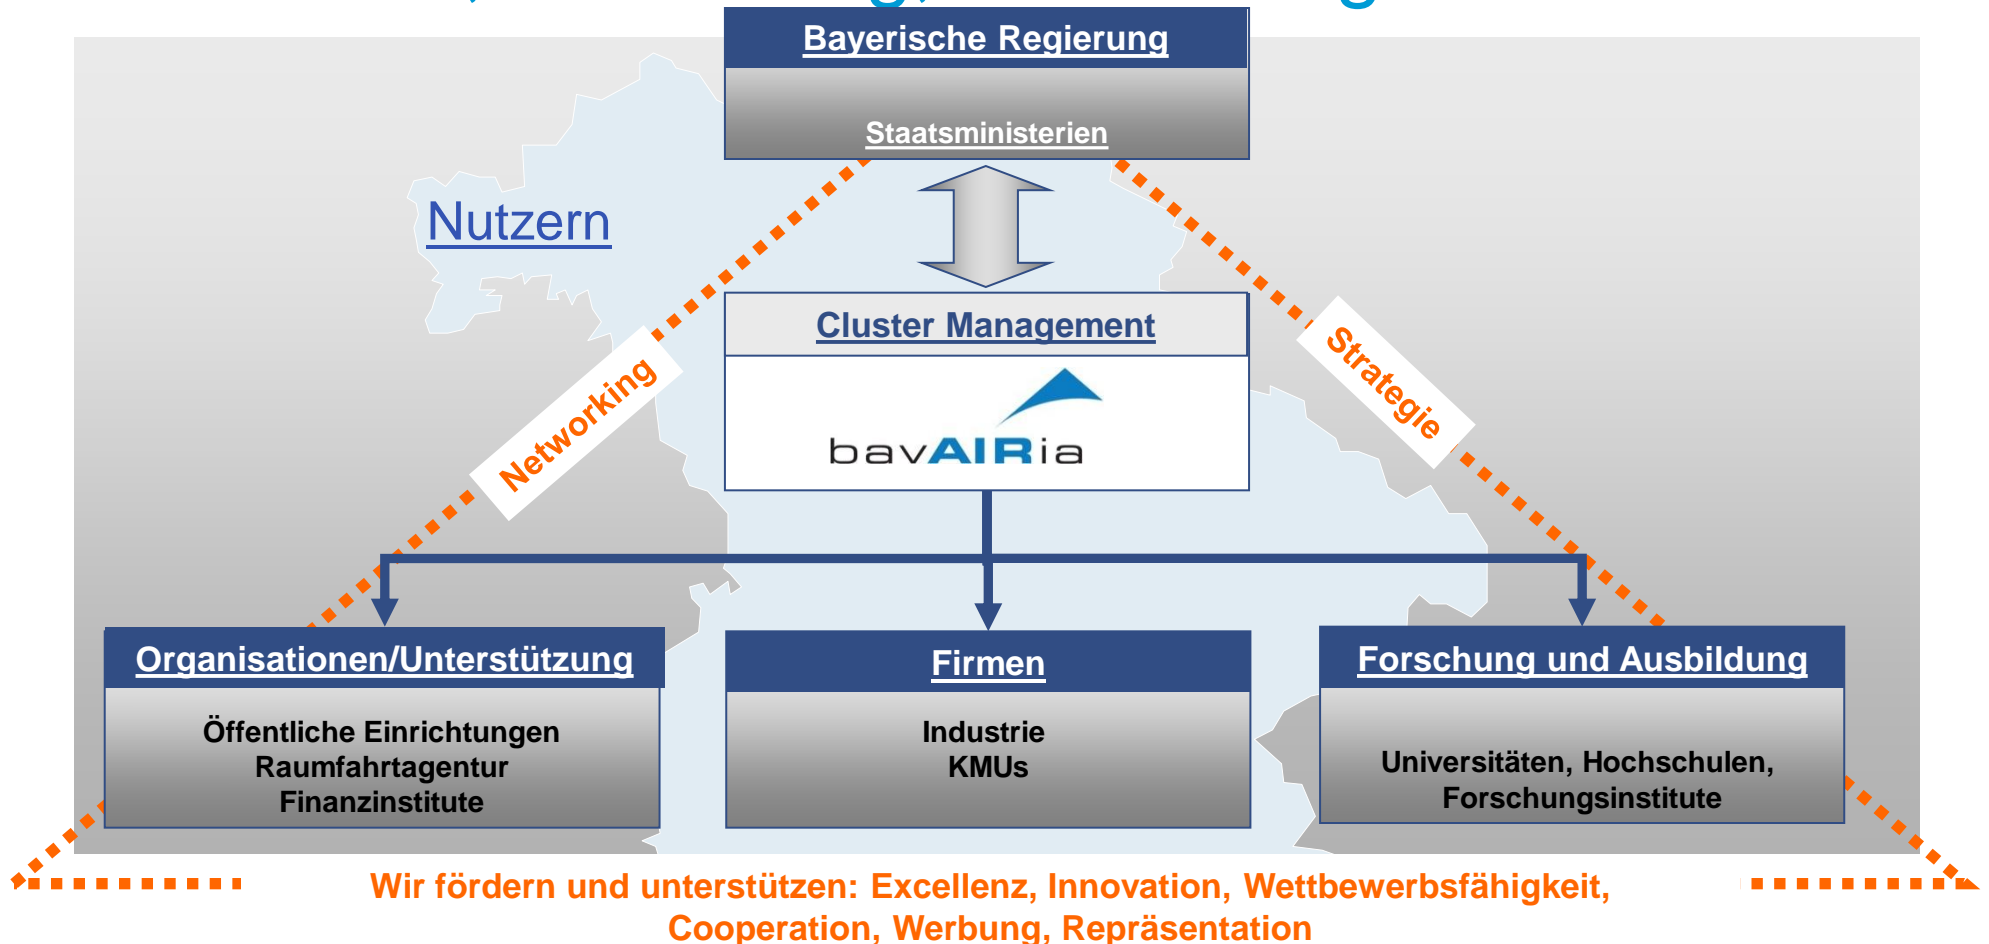 Bayerische Regierung
Staatsministerien
Nutzern
Cluster Management
bavAIRia
Networking
Strategie
Organisationen/Unterstützung
Öffentliche Einrichtungen
Raumfahrtagentur
Finanzinstitute
Firmen
Industrie
KMUs
Forschung und Ausbildung
Universitäten, Hochschulen,
Forschungsinstitute
Wir fördern und unterstützen: Excellenz, Innovation, Wettbewerbsfähigkeit,
Cooperation, Werbung, Repräsentation